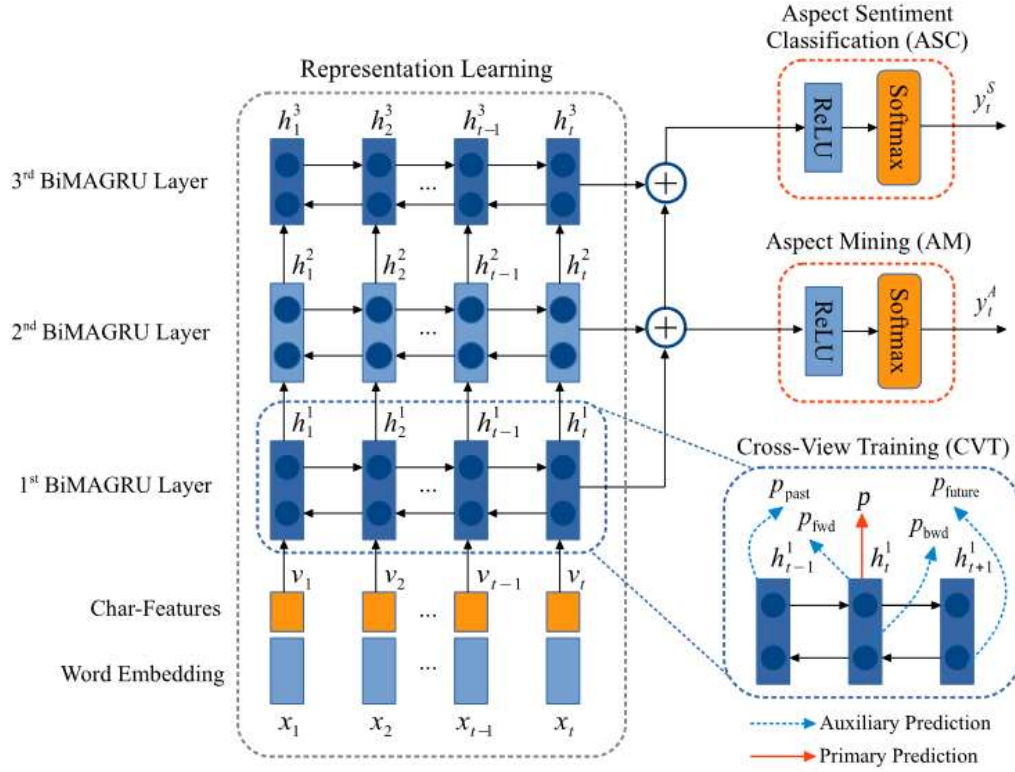 Aspect Sentiment
Classification (ASC)
Representation Learning
ReLU
Softmax
y_t^S
h_1^3 h_2^3 h_{t-1}^3 h_t^3
3rd BiMAGRU Layer
...
+
Aspect Mining (AM)
h_1^2 h_2^2 h_{t-1}^2 h_t^2
ReLU
Softmax
y_t^A
2nd BiMAGRU Layer
...
+
h_1^1 h_2^1 h_{t-1}^1 h_t^1
1st BiMAGRU Layer
...
Cross-View Training (CVT)
p_past p p_future
p_fwd p_bwd
h_{t-1}^1 h_t^1 h_{t+1}^1
v_1 v_2 v_{t-1} v_t
Char-Features ...
Word Embedding ...
x_1 x_2 x_{t-1} x_t
Auxiliary Prediction
Primary Prediction